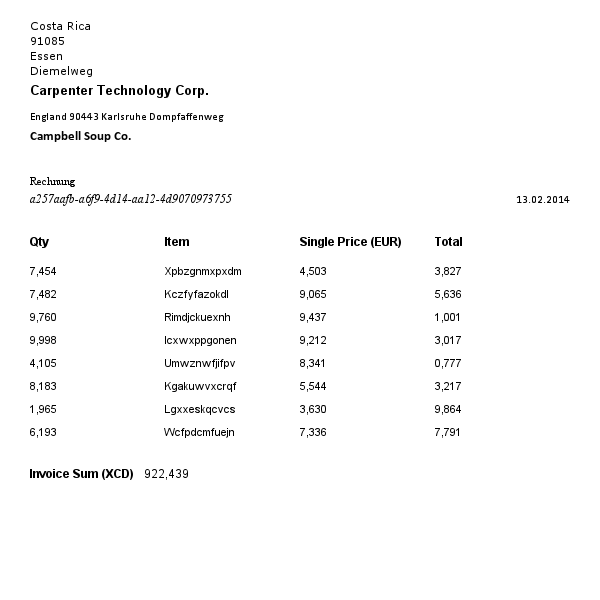 Costa Rica
91085
Essen
Diemelweg
Carpenter Technology Corp.
England 90443 Karlsruhe Dompfaffenweg
Campbell Soup Co.
Rechnung
a257aafb-a6f9-4d14-aa12-4d9070973755 13.02.2014
Qty Item Single Price (EUR) Total
7,454 Xpbzgnmxpxdm 4,503 3,827
7,482 Kczfyfazokdl 9,065 5,636
9,760 Rimdjckuexnh 9,437 1,001
9,998 Icxwxppgonen 9,212 3,017
4,105 Umwznwfjifpv 8,341 0,777
8,183 Kgakuwvxcrqf 5,544 3,217
1,965 Lgxxeskqcvcs 3,630 9,864
6,193 Wcfpdcmfuejn 7,336 7,791
Invoice Sum (XCD) 922,439